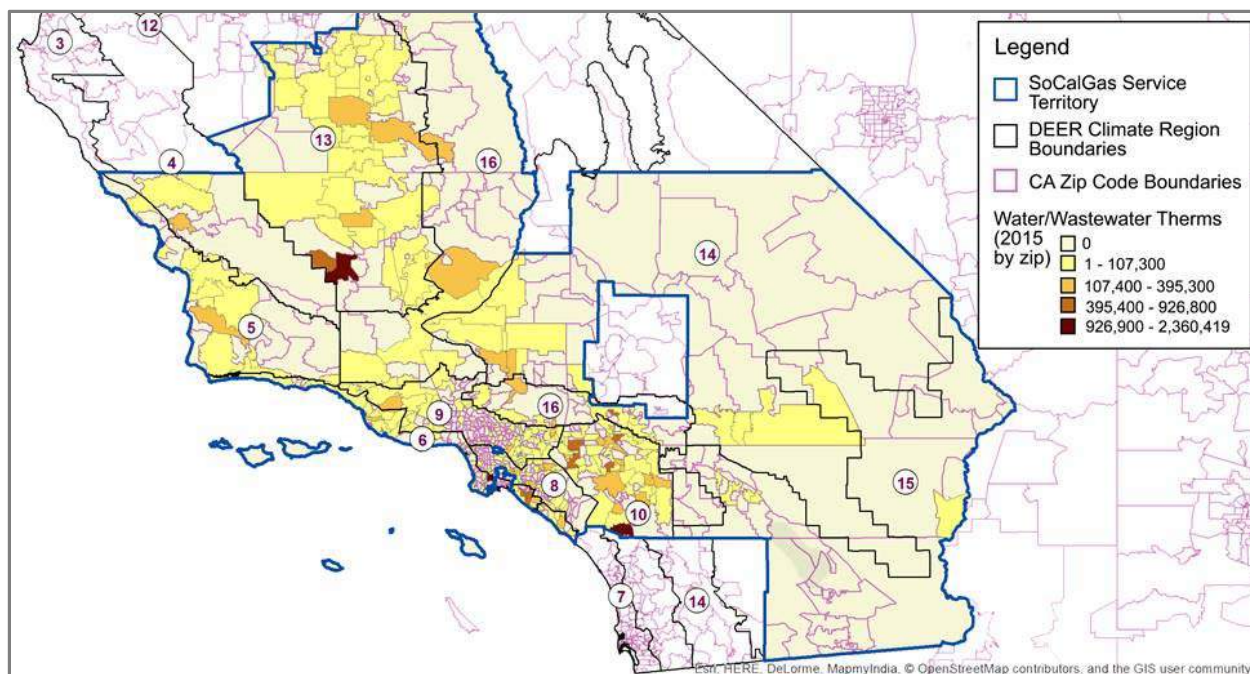 3
12
13
4
16
14
5
9
16
6
8
15
10
7
14
Legend
SoCalGas Service
Territory
DEER Climate Region
Boundaries
CA Zip Code Boundaries
Water/Wastewater Therms
(2015
by zip)
0
1 - 107,300
107,400 - 395,300
395,400 - 926,800
926,900 - 2,360,419
Esri, HERE, DeLorme, MapmyIndia, © OpenStreetMap contributors, and the GIS user community